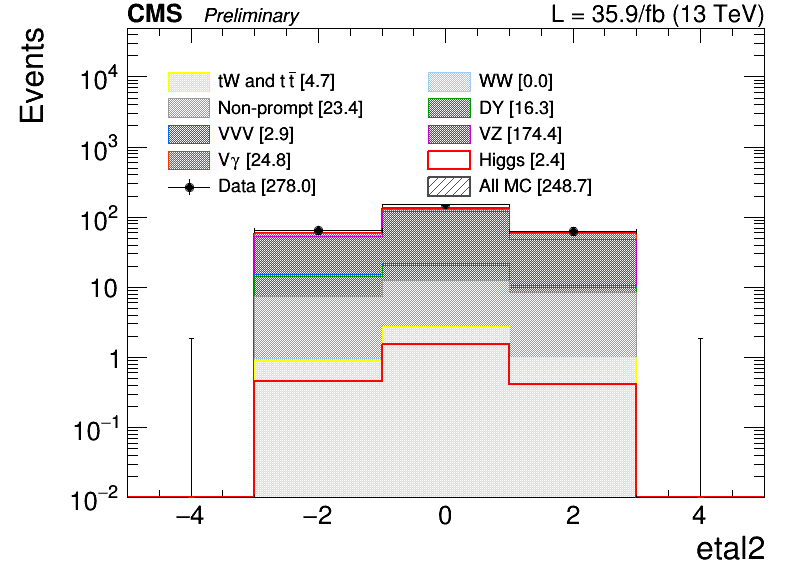 CMS Preliminary L = 35.9/fb (13 TeV)
Events
tW and tt̄ [4.7] WW [0.0]
Non-prompt [23.4] DY [16.3]
VVV [2.9] VZ [174.4]
Vγ [24.8] Higgs [2.4]
Data [278.0] All MC [248.7]
10⁴
10³
10²
10
1
10⁻¹
10⁻²
−4 −2 0 2 4
etal2